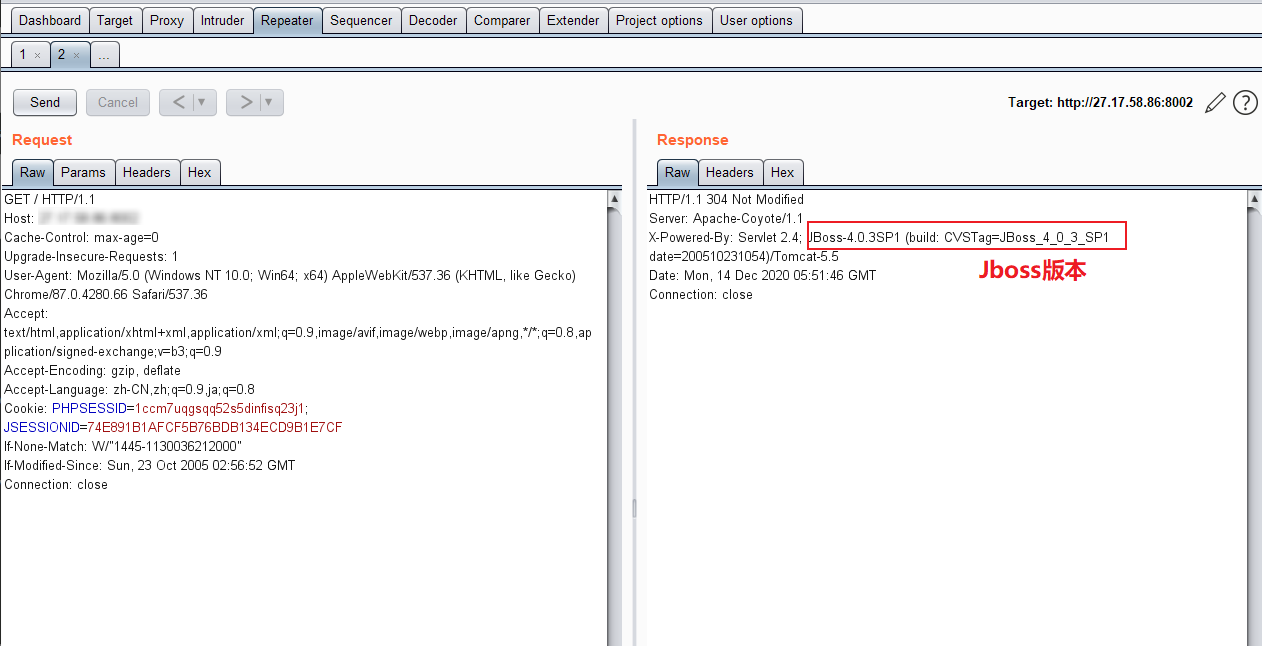 Dashboard Target Proxy Intruder Repeater Sequencer Decoder Comparer Extender Project options User options
1 × 2 × ...
Send Cancel < ▼ > ▼ Target: http://27.17.58.86:8002 ?
Request
Raw Params Headers Hex
GET / HTTP/1.1
Host:
Cache-Control: max-age=0
Upgrade-Insecure-Requests: 1
User-Agent: Mozilla/5.0 (Windows NT 10.0; Win64; x64) AppleWebKit/537.36 (KHTML, like Gecko)
Chrome/87.0.4280.66 Safari/537.36
Accept:
text/html,application/xhtml+xml,application/xml;q=0.9,image/avif,image/webp,image/apng,*/*;q=0.8,ap
plication/signed-exchange;v=b3;q=0.9
Accept-Encoding: gzip, deflate
Accept-Language: zh-CN,zh;q=0.9,ja;q=0.8
Cookie: PHPSESSID=1ccm7uqgsqq52s5dinfisq23j1;
JSESSIONID=74E891B1AFCF5B76BDB134ECD9B1E7CF
If-None-Match: W/"1445-1130036212000"
If-Modified-Since: Sun, 23 Oct 2005 02:56:52 GMT
Connection: close
Response
Raw Headers Hex
HTTP/1.1 304 Not Modified
Server: Apache-Coyote/1.1
X-Powered-By: Servlet 2.4; JBoss-4.0.3SP1 (build: CVSTag=JBoss_4_0_3_SP1
date=200510231054)/Tomcat-5.5
Date: Mon, 14 Dec 2020 05:51:46 GMT
Connection: close
Jboss版本